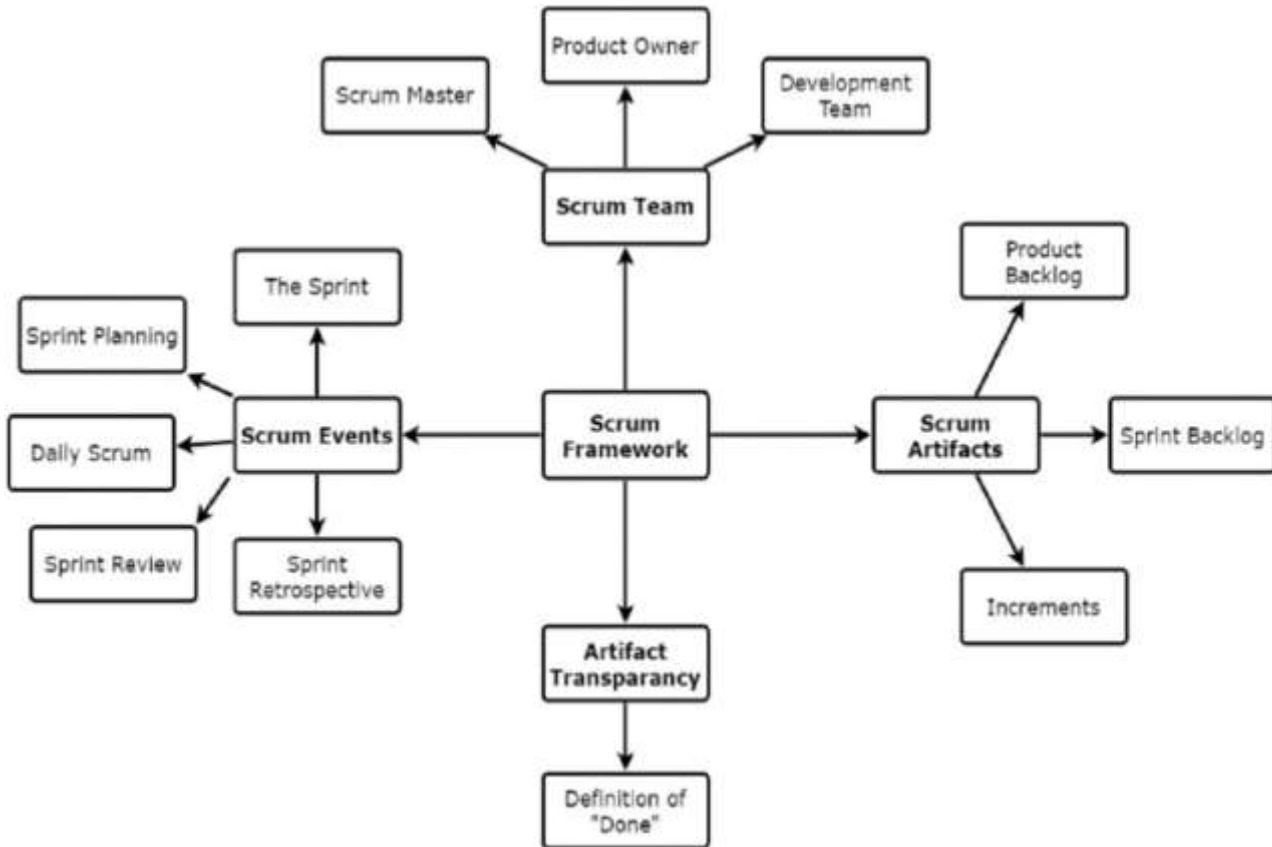 Product Owner
Scrum Master
Development
Team
Scrum Team
Product
Backlog
The Sprint
Sprint Planning
Scrum Events
Scrum
Framework
Scrum
Artifacts
Sprint Backlog
Daily Scrum
Sprint Review
Sprint
Retrospective
Increments
Artifact
Transparancy
Definition of
"Done"